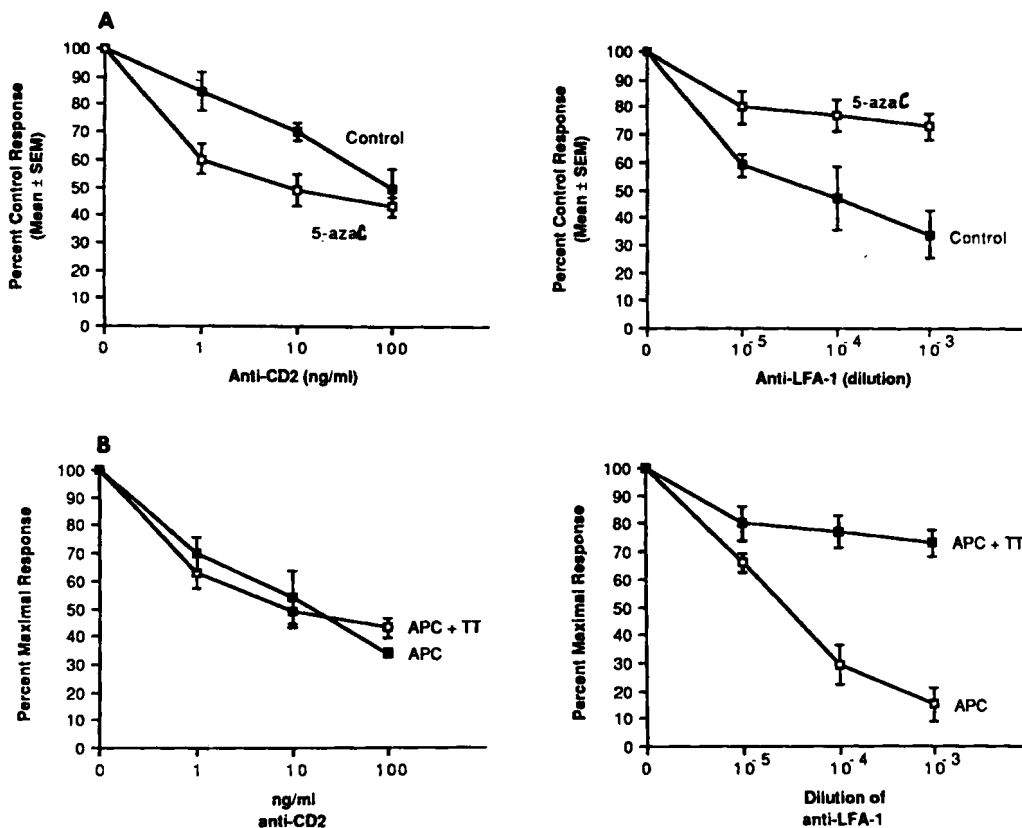 A
Percent Control Response
(Mean ± SEM)
100
90
80
70
60
50
40
30
20
10
0
Control
5-azaC
0
1
10
100
Anti-CD2 (ng/ml)
Percent Control Response
(Mean ± SEM)
100
90
80
70
60
50
40
30
20
10
0
5-azaC
Control
0
10-5
10-4
10-3
Anti-LFA-1 (dilution)
B
Percent Maximal Response
100
90
80
70
60
50
40
30
20
10
0
APC + TT
APC
0
1
10
100
ng/ml
anti-CD2
Percent Maximal Response
100
90
80
70
60
50
40
30
20
10
0
APC + TT
APC
0
10-5
10-4
10-3
Dilution of
anti-LFA-1